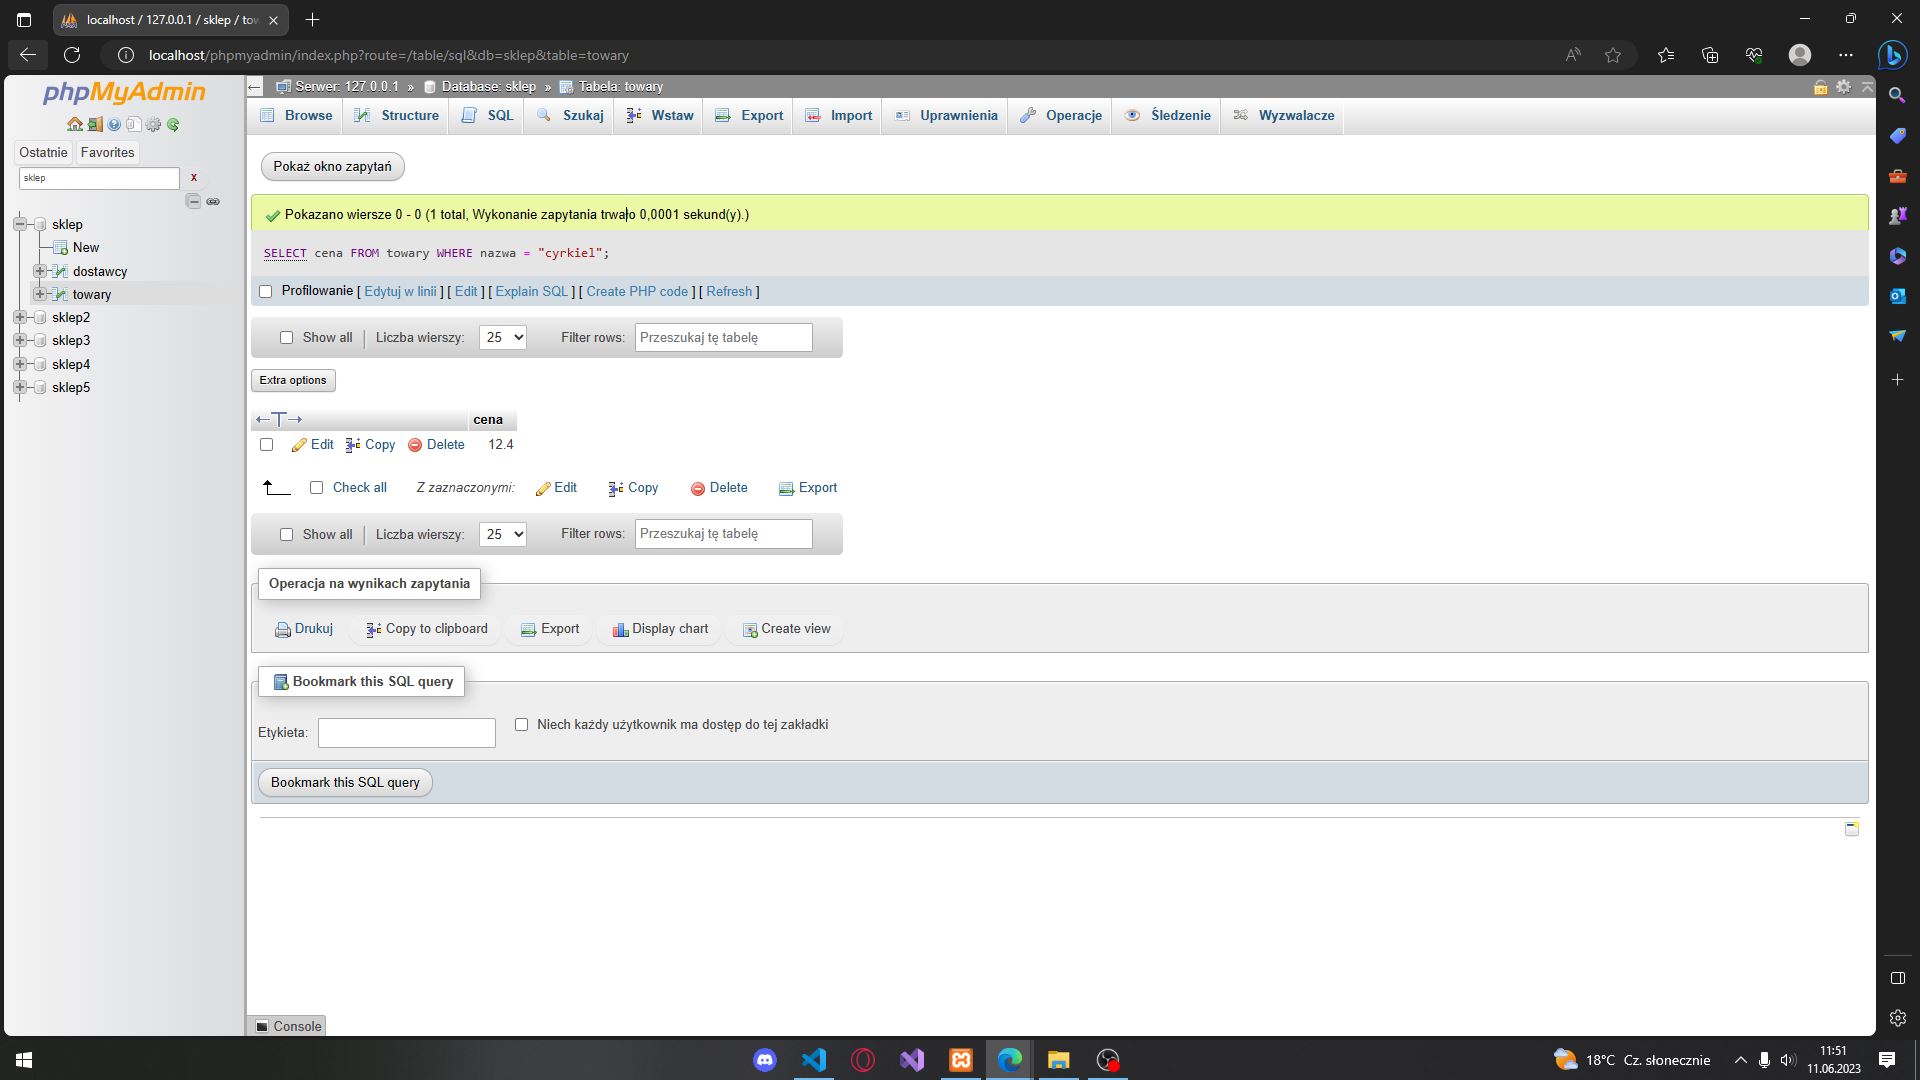 localhost / 127.0.0.1 / sklep / tow
localhost/phpmyadmin/index.php?route=/table/sql&db=sklep&table=towary
phpMyAdmin
Ostatnie Favorites
sklep x
sklep
New
dostawcy
towary
sklep2
sklep3
sklep4
sklep5
Serwer: 127.0.0.1 » Database: sklep » Tabela: towary
Browse Structure SQL Szukaj Wstaw Export Import Uprawnienia Operacje Śledzenie Wyzwalacze
Pokaż okno zapytań
Pokazano wiersze 0 - 0 (1 total, Wykonanie zapytania trwało 0,0001 sekund(y).)
SELECT cena FROM towary WHERE nazwa = "cyrkiel";
Profilowanie [ Edytuj w linii ] [ Edit ] [ Explain SQL ] [ Create PHP code ] [ Refresh ]
Show all Liczba wierszy: 25 Filter rows: Przeszukaj tę tabelę
Extra options
←T→ cena
Edit Copy Delete 12.4
Check all Z zaznaczonymi: Edit Copy Delete Export
Show all Liczba wierszy: 25 Filter rows: Przeszukaj tę tabelę
Operacja na wynikach zapytania
Drukuj Copy to clipboard Export Display chart Create view
Bookmark this SQL query
Etykieta: Niech każdy użytkownik ma dostęp do tej zakładki
Bookmark this SQL query
Console
18°C Cz. słonecznie
11:51
11.06.2023